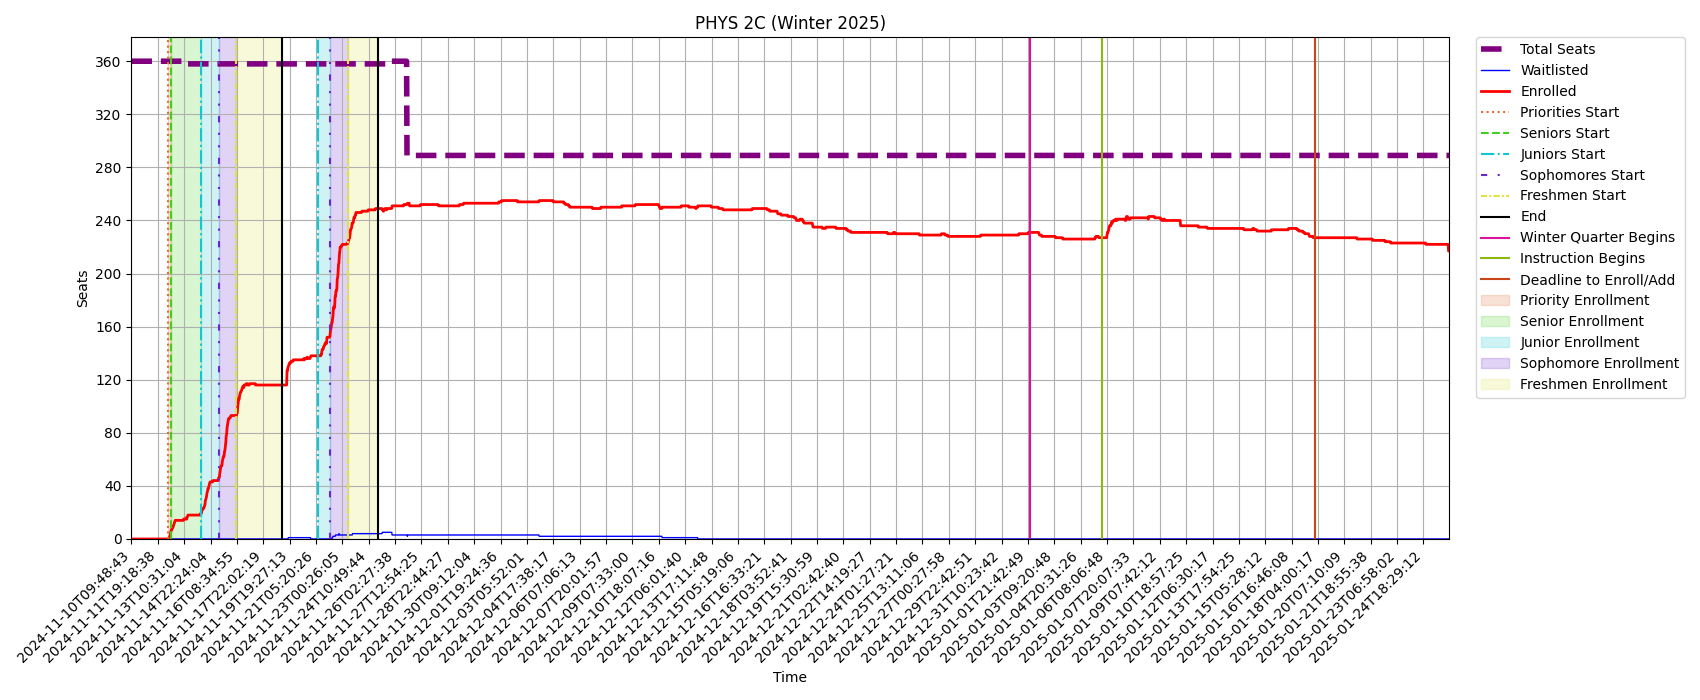 PHYS 2C (Winter 2025)
360
320
280
240
200
160
120
80
40
0
Seats
2024-11-10T09:48:43
2024-11-11T19:18:38
2024-11-13T10:31:04
2024-11-14T22:24:04
2024-11-16T08:34:55
2024-11-17T22:02:19
2024-11-19T19:27:13
2024-11-21T05:20:26
2024-11-23T00:26:05
2024-11-24T10:49:44
2024-11-26T02:27:38
2024-11-27T12:54:25
2024-11-28T22:44:27
2024-11-30T09:12:04
2024-12-01T19:24:36
2024-12-03T05:52:01
2024-12-04T17:38:17
2024-12-06T07:06:13
2024-12-07T20:01:57
2024-12-09T07:33:00
2024-12-10T18:07:16
2024-12-12T06:01:40
2024-12-13T17:11:48
2024-12-15T05:19:06
2024-12-16T16:33:21
2024-12-18T03:52:41
2024-12-19T15:30:59
2024-12-21T02:42:40
2024-12-22T14:19:27
2024-12-24T01:27:21
2024-12-25T13:11:06
2024-12-27T00:27:58
2024-12-29T22:42:51
2024-12-31T10:23:42
2025-01-01T21:42:49
2025-01-03T09:20:48
2025-01-04T20:31:26
2025-01-06T08:06:48
2025-01-07T20:07:33
2025-01-09T07:42:12
2025-01-10T18:57:25
2025-01-12T06:30:17
2025-01-13T17:54:25
2025-01-15T05:28:12
2025-01-16T16:46:08
2025-01-18T04:00:17
2025-01-20T07:10:09
2025-01-21T18:55:38
2025-01-23T06:58:02
2025-01-24T18:29:12
Time
Total Seats
Waitlisted
Enrolled
Priorities Start
Seniors Start
Juniors Start
Sophomores Start
Freshmen Start
End
Winter Quarter Begins
Instruction Begins
Deadline to Enroll/Add
Priority Enrollment
Senior Enrollment
Junior Enrollment
Sophomore Enrollment
Freshmen Enrollment